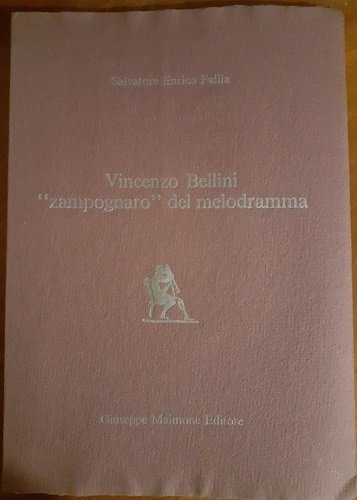 Salvatore Enrico Failla
Vincenzo Bellini
“zampognaro” del melodramma
Giuseppe Maimone Editore